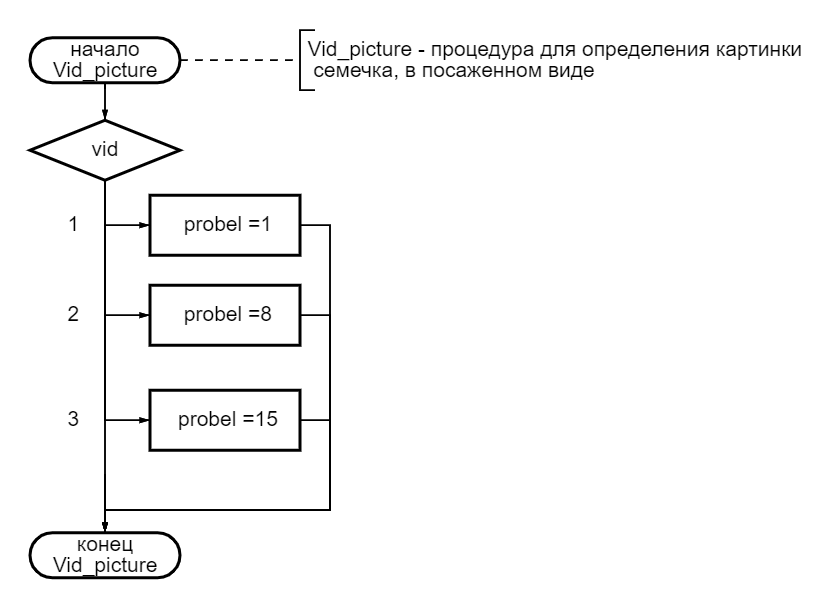 начало
Vid_picture
Vid_picture - процедура для определения картинки
семечка, в посаженном виде
vid
1
probel =1
2
probel =8
3
probel =15
конец
Vid_picture